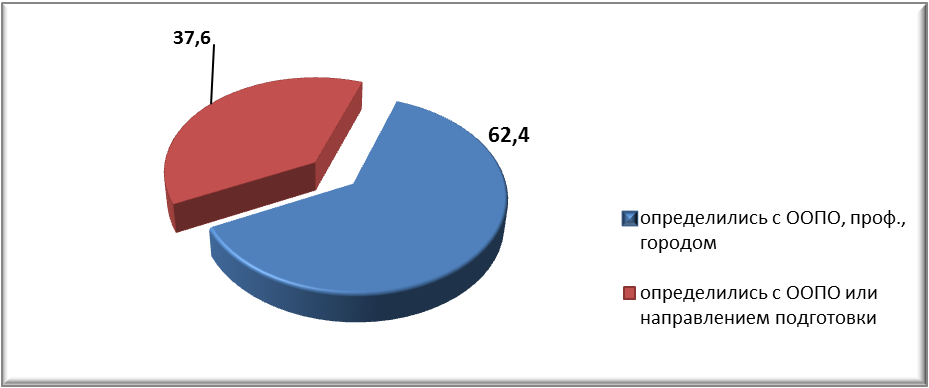 37,6
62,4
определились с ООПО, проф.,
городом
определились с ООПО или
направлением подготовки